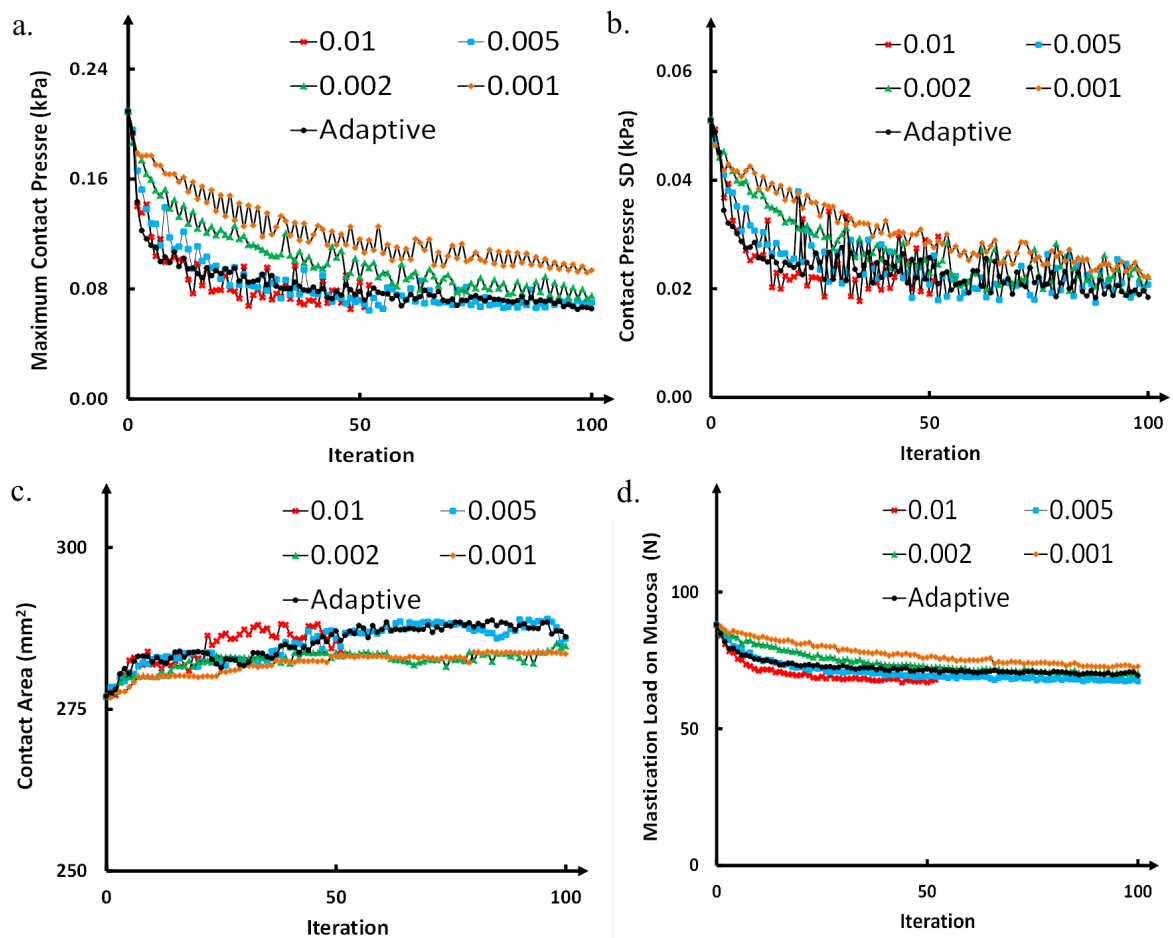 a.
0.01
0.005
0.002
0.001
Adaptive
Maximum Contact Pressre (kPa)
0.24
0.16
0.08
0.00
0
50
100
Iteration
b.
0.01
0.005
0.002
0.001
Adaptive
Contact Pressre SD (kPa)
0.06
0.04
0.02
0.00
0
50
100
Iteration
c.
0.01
0.005
0.002
0.001
Adaptive
Contact Area (mm²)
300
275
250
0
50
100
Iteration
d.
0.01
0.005
0.002
0.001
Adaptive
Mastication Load on Mucosa (N)
100
50
0
0
50
100
Iteration